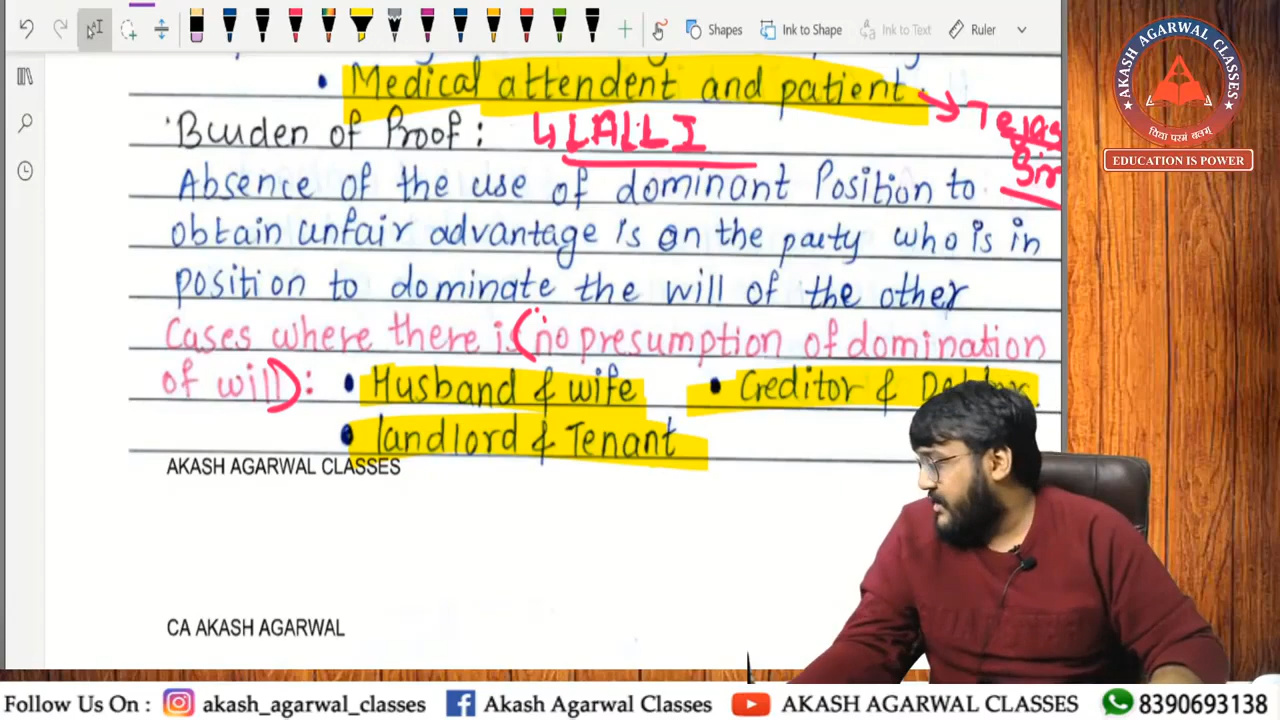 Shapes Ink to Shape Ink to Text Ruler
AKASH AGARWAL CLASSES
विद्या परमं बलम्
EDUCATION IS POWER
• Medical attendent and patient
Burden of Proof : LALLI
Absence of the use of dominant Position to
obtain unfair advantage is on the party who is in
position to dominate the will of the other
Cases where there is (no presumption of domination
of will) : • Husband & wife • Creditor &
• landlord & Tenant
AKASH AGARWAL CLASSES
CA AKASH AGARWAL
Follow Us On : akash_agarwal_classes Akash Agarwal Classes AKASH AGARWAL CLASSES 8390693138